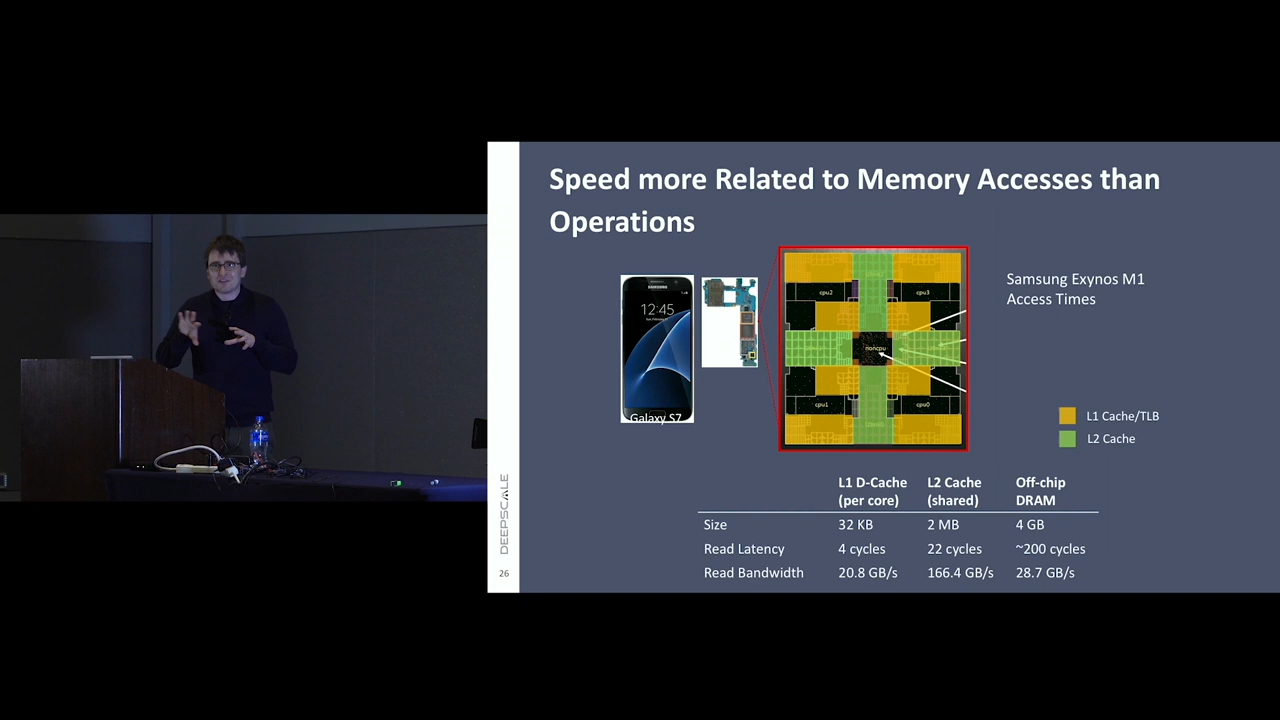 Speed more Related to Memory Accesses than
Operations
SAMSUNG
12:45
Galaxy S7
cpu2
cpu3
noncpu
cpu1
cpu0
Samsung Exynos M1
Access Times
L1 Cache/TLB
L2 Cache
L1 D-Cache L2 Cache Off-chip
(per core) (shared) DRAM
Size 32 KB 2 MB 4 GB
Read Latency 4 cycles 22 cycles ~200 cycles
Read Bandwidth 20.8 GB/s 166.4 GB/s 28.7 GB/s
DEEPSCALE
26